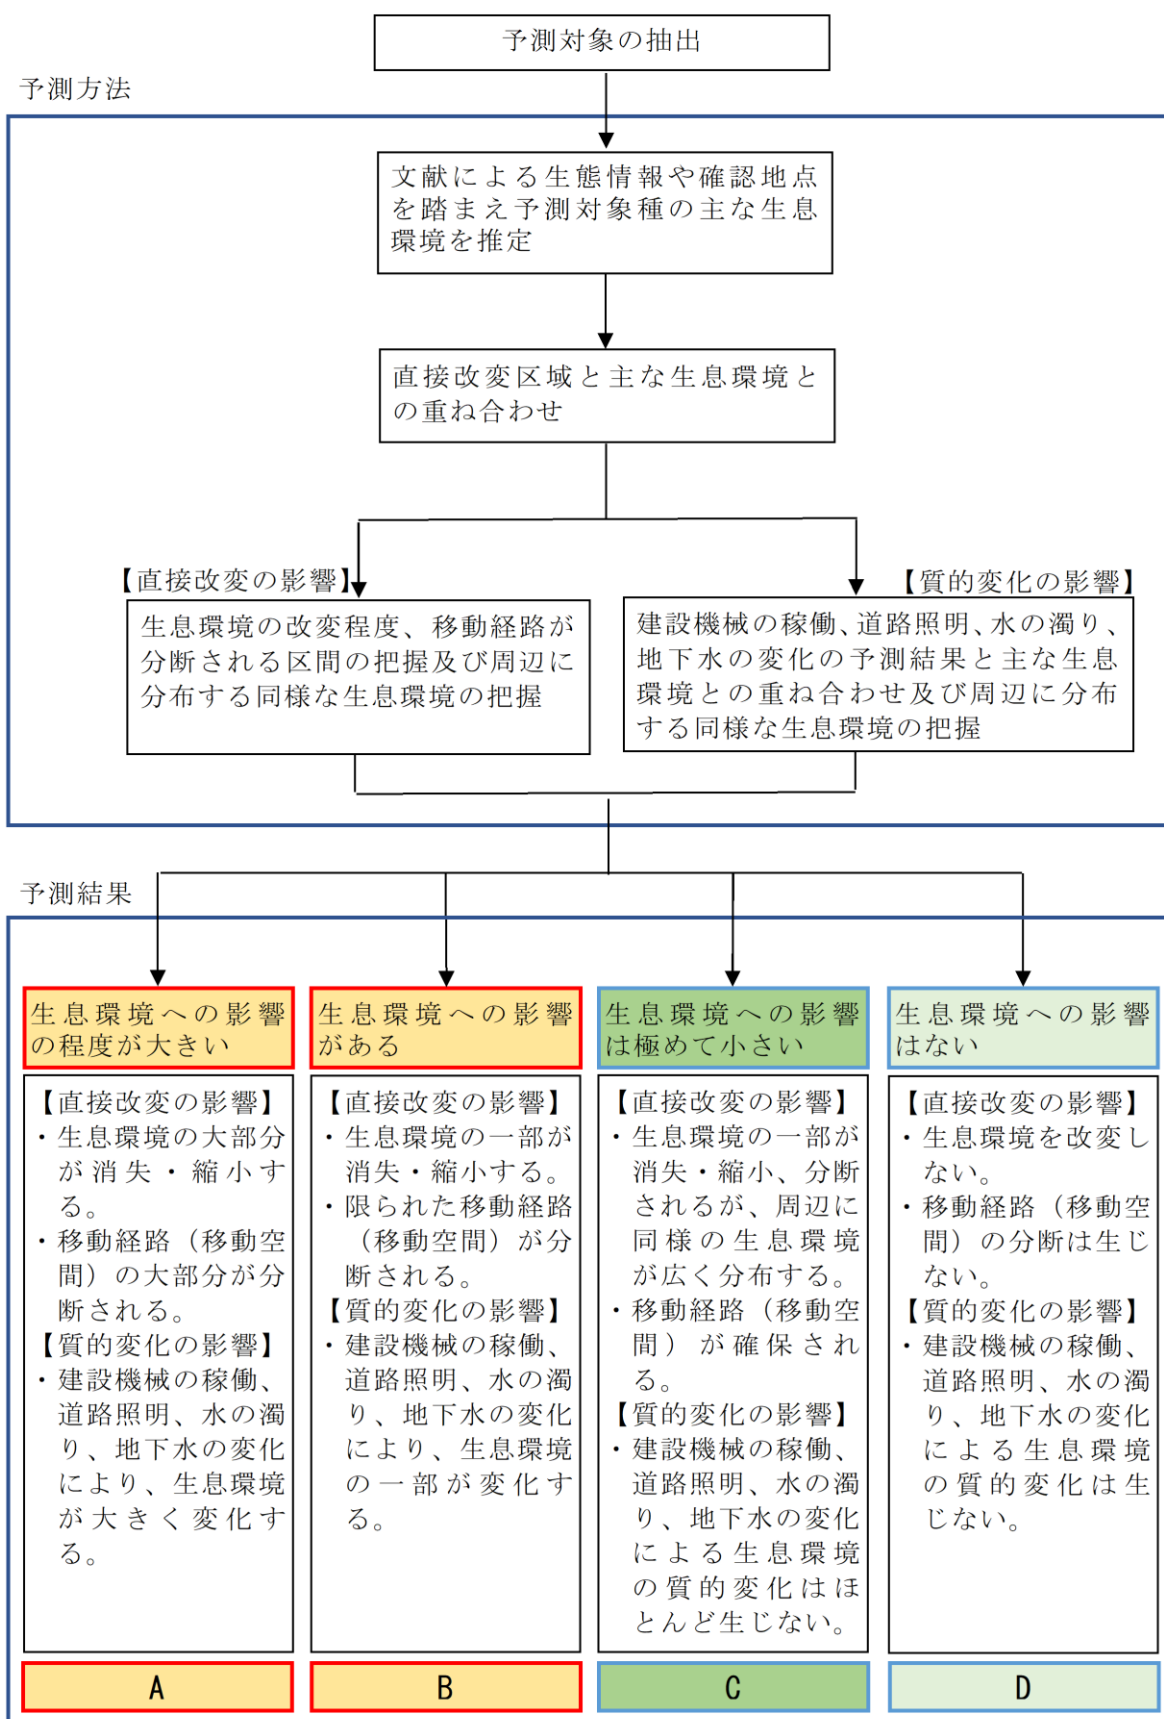 予測対象の抽出
予測方法
文献による生態情報や確認地点
を踏まえ予測対象種の主な生息
環境を推定
直接改変区域と主な生息環境と
の重ね合わせ
【直接改変の影響】
生息環境の改変程度、移動経路が
分断される区間の把握及び周辺に
分布する同様な生息環境の把握
【質的変化の影響】
建設機械の稼働、道路照明、水の濁り、
地下水の変化の予測結果と主な生息
環境との重ね合わせ及び周辺に分布
する同様な生息環境の把握
予測結果
生息環境への影響
の程度が大きい
【直接改変の影響】
・生息環境の大部分
が消失・縮小す
る。
・移動経路（移動空
間）の大部分が分
断される。
【質的変化の影響】
・建設機械の稼働、
道路照明、水の濁
り、地下水の変化
により、生息環境
が大きく変化す
る。
A
生息環境への影響
がある
【直接改変の影響】
・生息環境の一部が
消失・縮小する。
・限られた移動経路
（移動空間）が分
断される。
【質的変化の影響】
・建設機械の稼働、
道路照明、水の濁
り、地下水の変化
により、生息環境
の一部が変化す
る。
B
生息環境への影響
は極めて小さい
【直接改変の影響】
・生息環境の一部が
消失・縮小、分断
されるが、周辺に
同様の生息環境
が広く分布する。
・移動経路（移動空
間）が確保され
る。
【質的変化の影響】
・建設機械の稼働、
道路照明、水の濁
り、地下水の変化
による生息環境
の質的変化はほ
とんど生じない。
C
生息環境への影響
はない
【直接改変の影響】
・生息環境を改変し
ない。
・移動経路（移動空
間）の分断は生じ
ない。
【質的変化の影響】
・建設機械の稼働、
道路照明、水の濁
り、地下水の変化
による生息環境
の質的変化は生
じない。
D